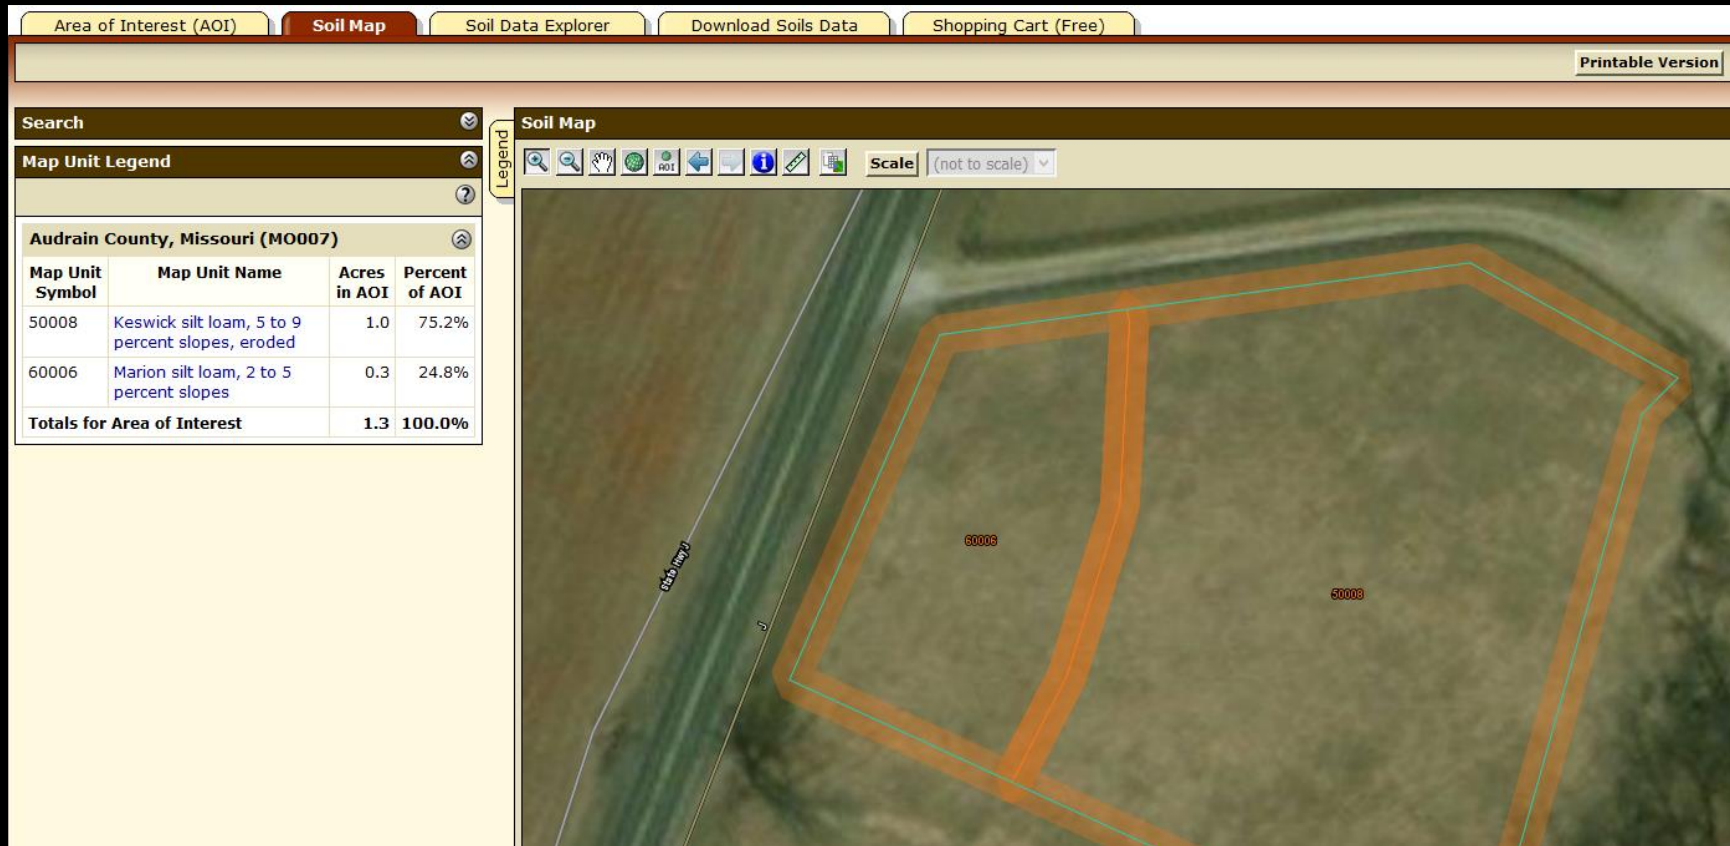 Area of Interest (AOI) Soil Map Soil Data Explorer Download Soils Data Shopping Cart (Free)
Printable Version
Search
Map Unit Legend
Audrain County, Missouri (MO007)
Map Unit Symbol Map Unit Name Acres in AOI Percent of AOI
50008 Keswick silt loam, 5 to 9 percent slopes, eroded 1.0 75.2%
60006 Marion silt loam, 2 to 5 percent slopes 0.3 24.8%
Totals for Area of Interest 1.3 100.0%
Legend
Soil Map
AOI
Scale (not to scale)
60006
50008
State Hwy J
J